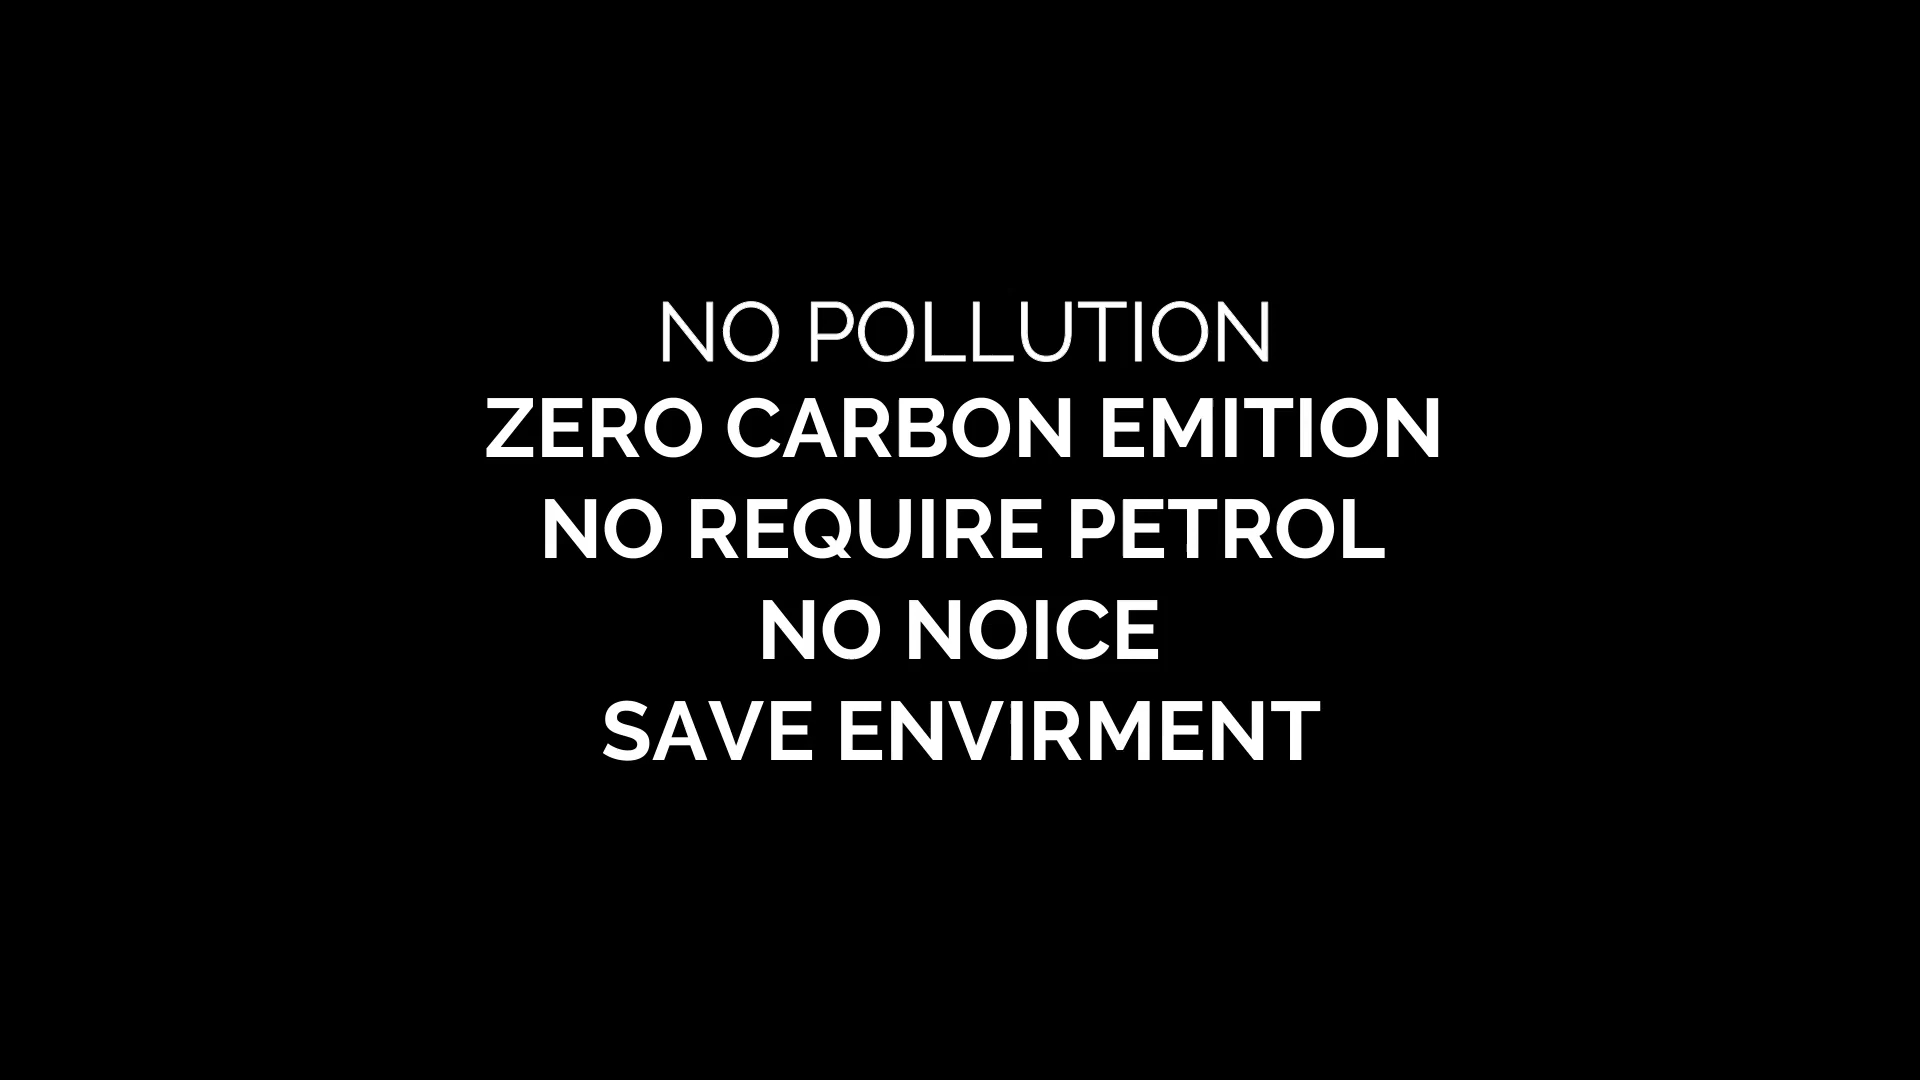 NO POLLUTION
ZERO CARBON EMITION
NO REQUIRE PETROL
NO NOICE
SAVE ENVIRMENT